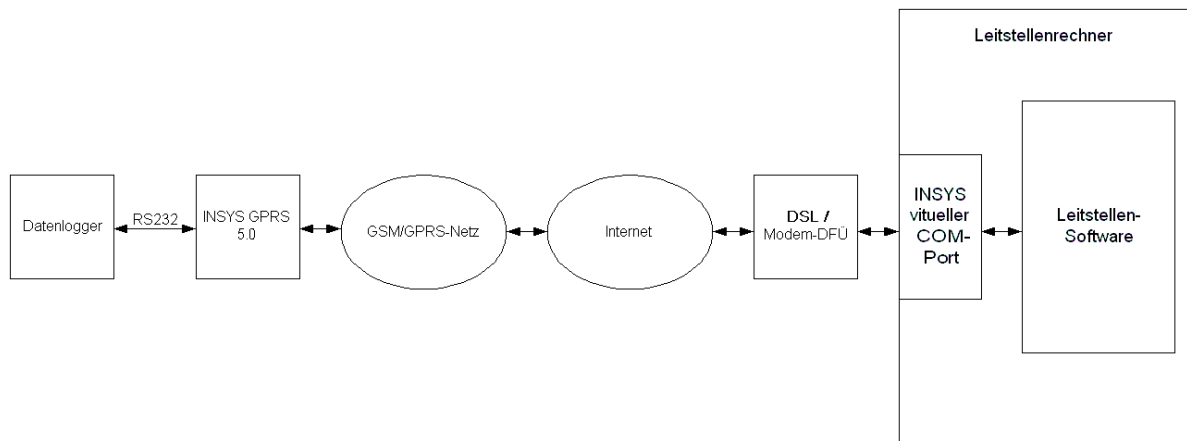 Leitstellenrechner
Datenlogger
RS232
INSYS GPRS
5.0
GSM/GPRS-Netz
Internet
DSL /
Modem-DFÜ
INSYS
vitueller
COM-
Port
Leitstellen-
Software